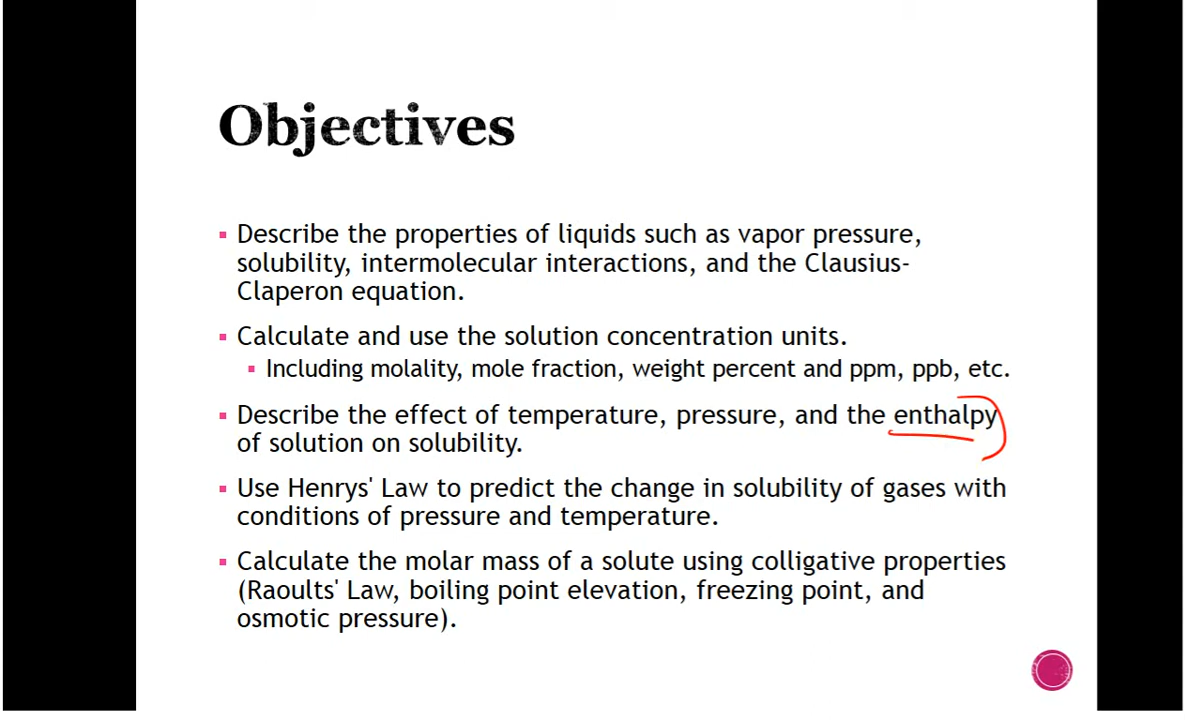 Objectives
▪ Describe the properties of liquids such as vapor pressure,
solubility, intermolecular interactions, and the Clausius-
Claperon equation.
▪ Calculate and use the solution concentration units.
▪ Including molality, mole fraction, weight percent and ppm, ppb, etc.
▪ Describe the effect of temperature, pressure, and the enthalpy
of solution on solubility.
▪ Use Henrys' Law to predict the change in solubility of gases with
conditions of pressure and temperature.
▪ Calculate the molar mass of a solute using colligative properties
(Raoults' Law, boiling point elevation, freezing point, and
osmotic pressure).